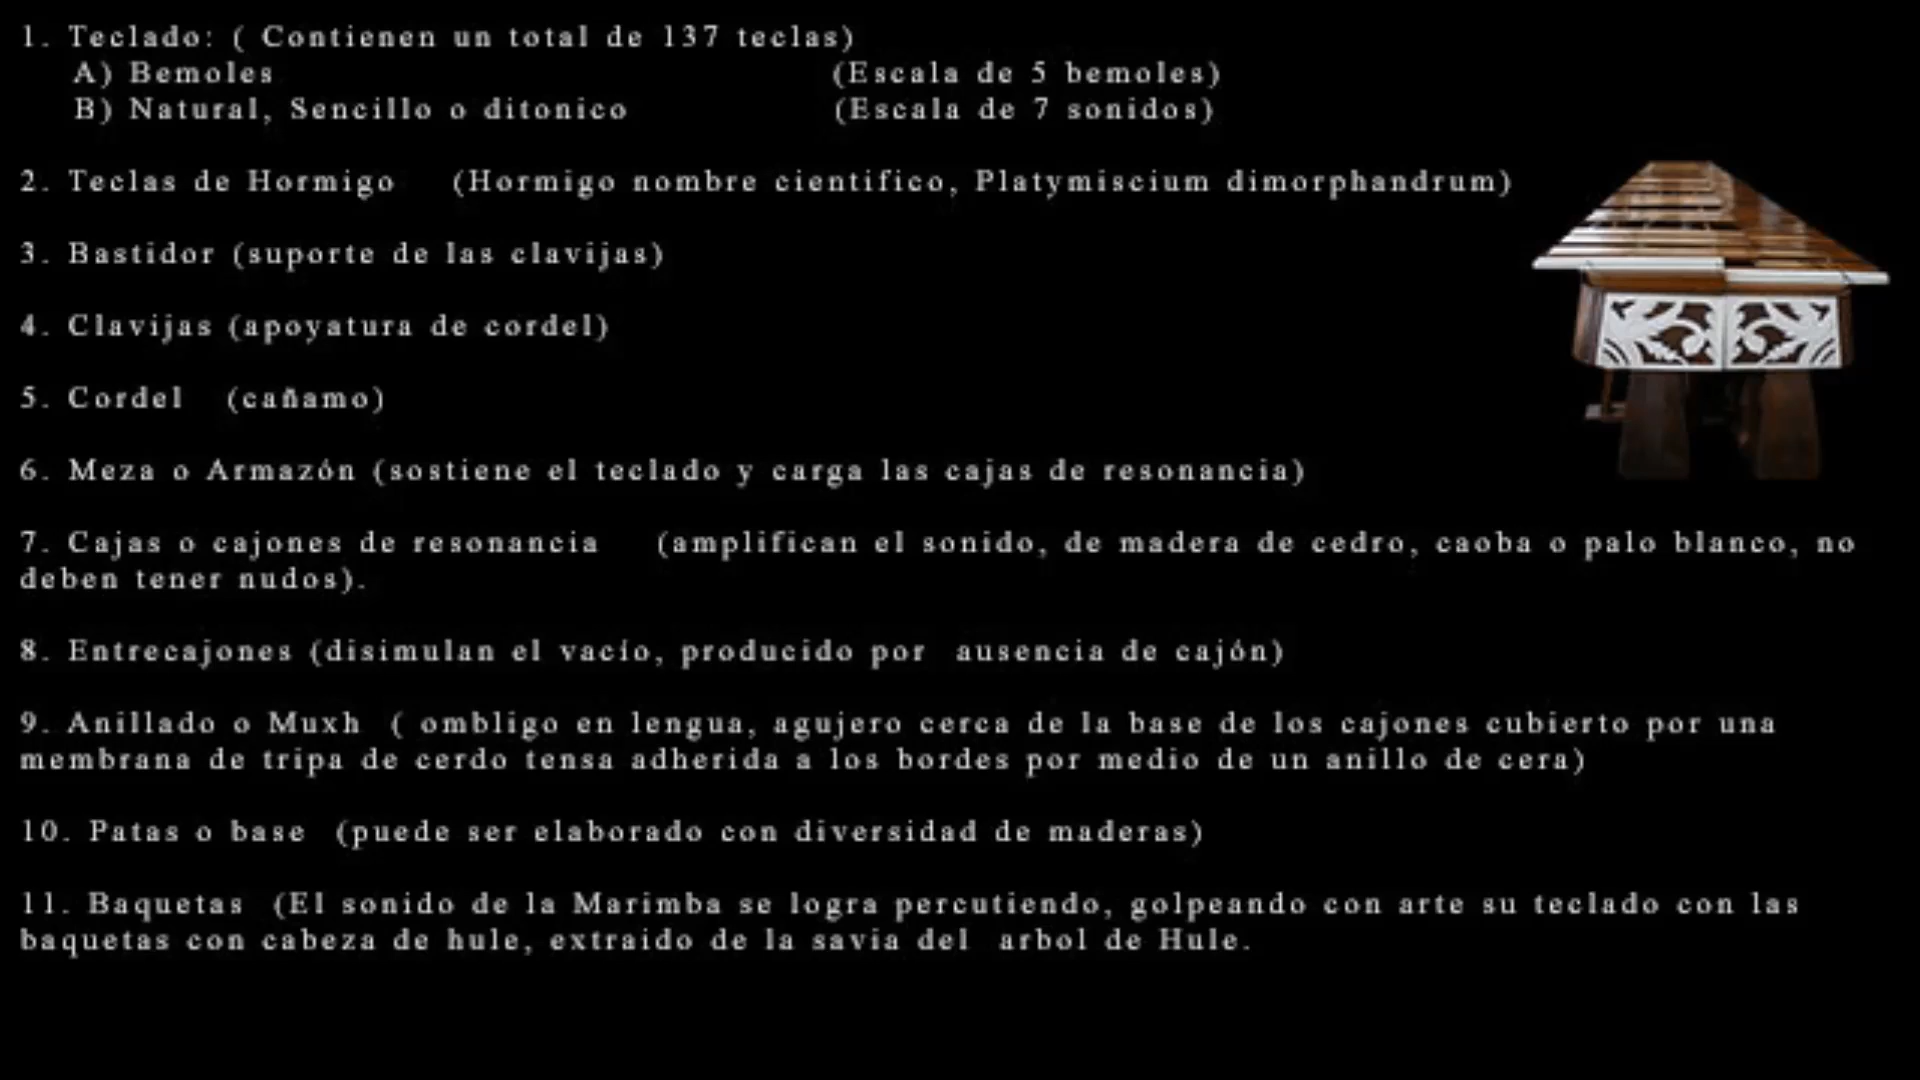 1. Teclado: ( Contienen un total de 137 teclas)
A) Bemoles (Escala de 5 bemoles)
B) Natural, Sencillo o ditonico (Escala de 7 sonidos)
2. Teclas de Hormigo (Hormigo nombre cientifico, Platymiscium dimorphandrum)
3. Bastidor (suporte de las clavijas)
4. Clavijas (apoyatura de cordel)
5. Cordel (cañamo)
6. Meza o Armazón (sostiene el teclado y carga las cajas de resonancia)
7. Cajas o cajones de resonancia (amplifican el sonido, de madera de cedro, caoba o palo blanco, no
deben tener nudos).
8. Entrecajones (disimulan el vacío, producido por ausencia de cajón)
9. Anillado o Muxh ( ombligo en lengua, agujero cerca de la base de los cajones cubierto por una
membrana de tripa de cerdo tensa adherida a los bordes por medio de un anillo de cera)
10. Patas o base (puede ser elaborado con diversidad de maderas)
11. Baquetas (El sonido de la Marimba se logra percutiendo, golpeando con arte su teclado con las
baquetas con cabeza de hule, extraido de la savia del arbol de Hule.